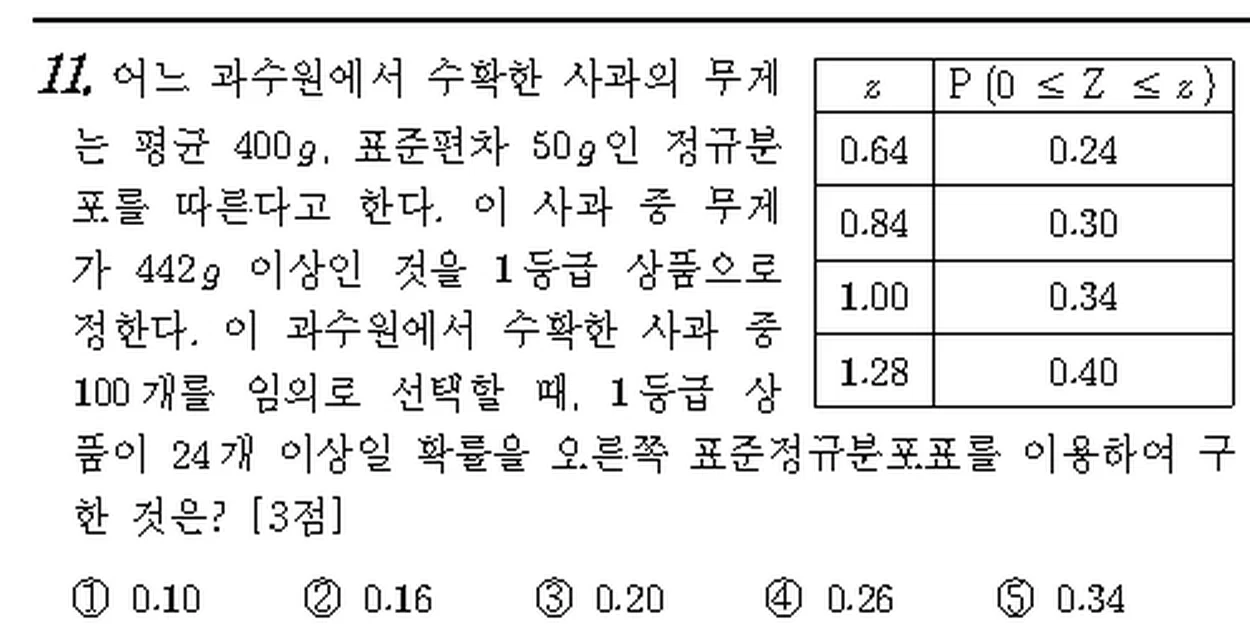 11. 어느 과수원에서 수확한 사과의 무게
는 평균 400g, 표준편차 50g인 정규분
포를 따른다고 한다. 이 사과 중 무게
가 442g 이상인 것을 1등급 상품으로
정한다. 이 과수원에서 수확한 사과 중
100개를 임의로 선택할 때, 1등급 상
품이 24개 이상일 확률을 오른쪽 표준정규분포표를 이용하여 구
한 것은? [3점]
z P(0 ≤ Z ≤ z)
0.64 0.24
0.84 0.30
1.00 0.34
1.28 0.40
① 0.10 ② 0.16 ③ 0.20 ④ 0.26 ⑤ 0.34